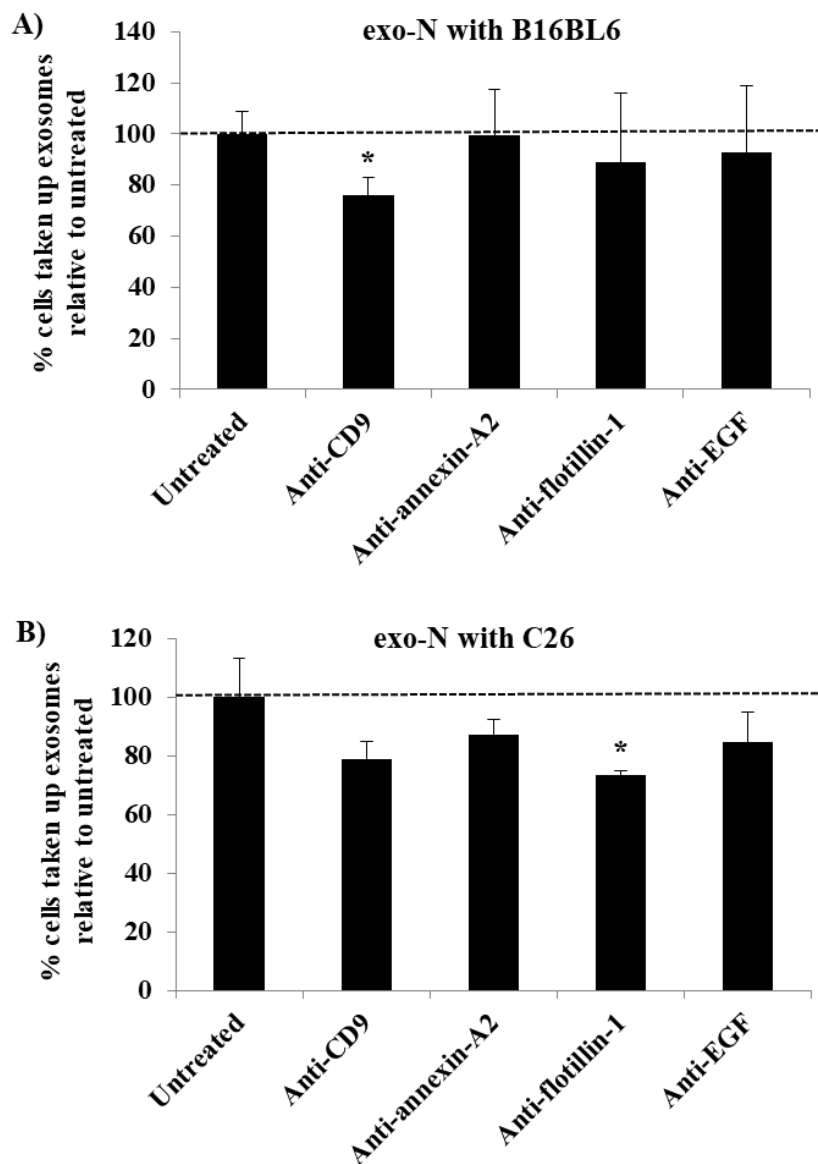 A)
exo-N with B16BL6
% cells taken up exosomes
relative to untreated
140
120
100
80
60
40
20
0
*
Untreated
Anti-CD9
Anti-annexin-A2
Anti-flotillin-1
Anti-EGF
B)
exo-N with C26
% cells taken up exosomes
relative to untreated
120
100
80
60
40
20
0
*
Untreated
Anti-CD9
Anti-annexin-A2
Anti-flotillin-1
Anti-EGF